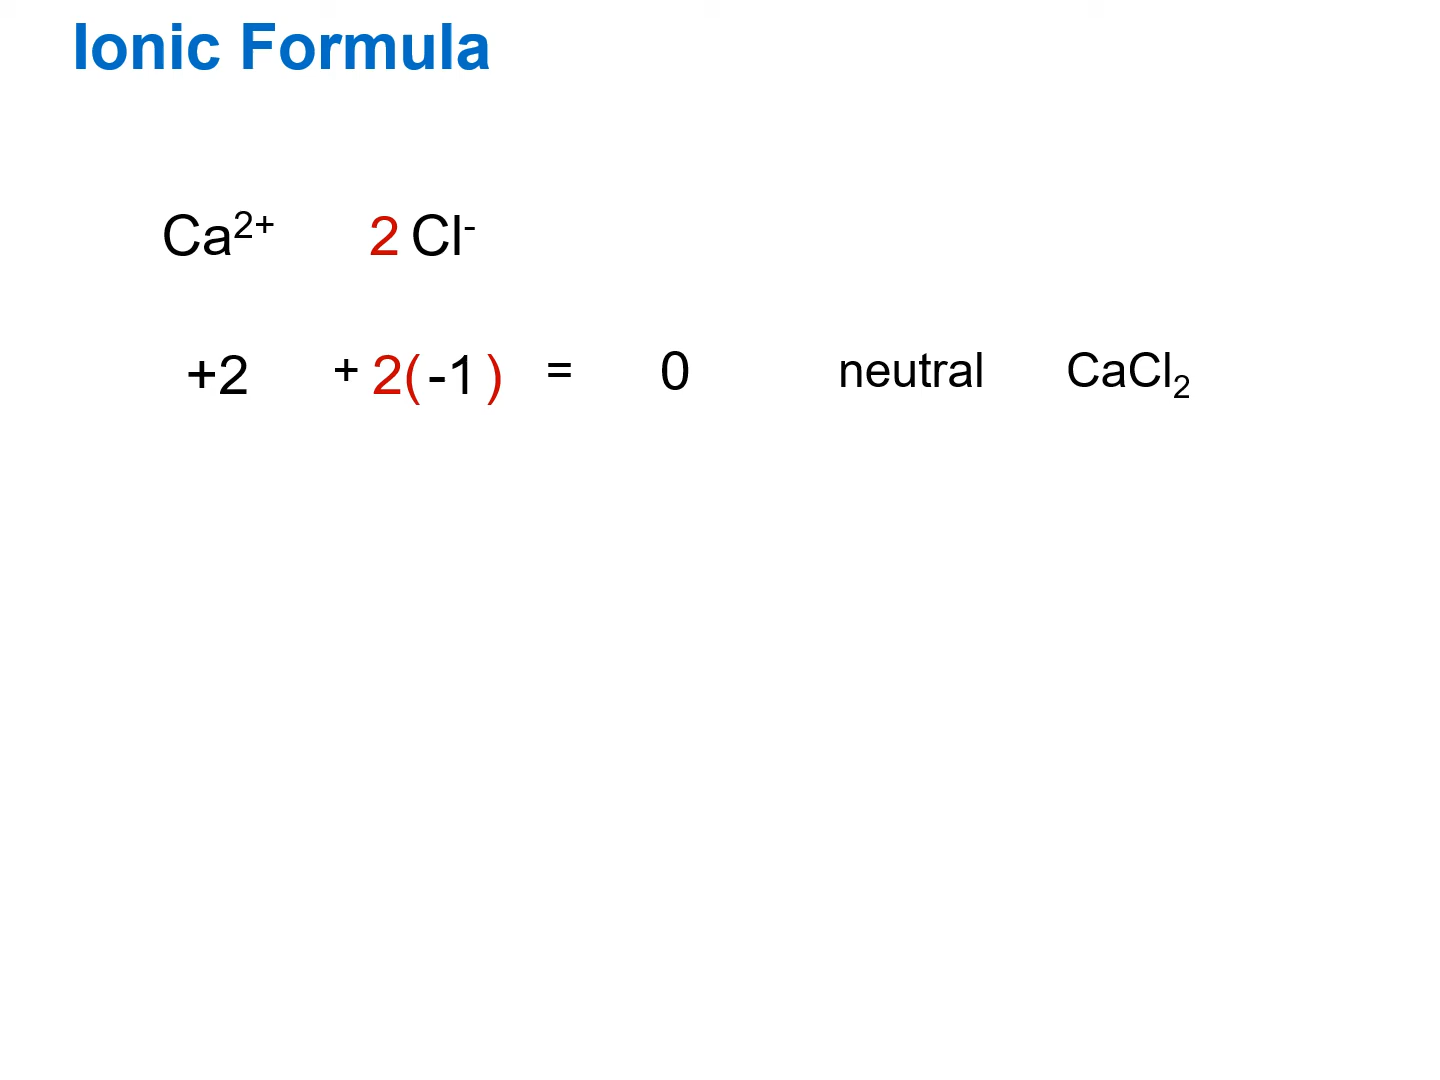 Ionic Formula
Ca²⁺ 2 Cl⁻
+2 + 2( -1 ) = 0 neutral CaCl₂